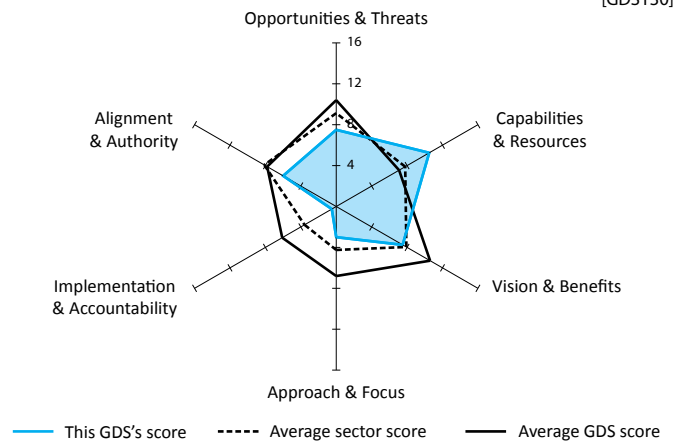 Opportunities & Threats
16
12
8
4
Alignment
& Authority
Capabilities
& Resources
Implementation
& Accountability
Vision & Benefits
Approach & Focus
This GDS's score
Average sector score
Average GDS score